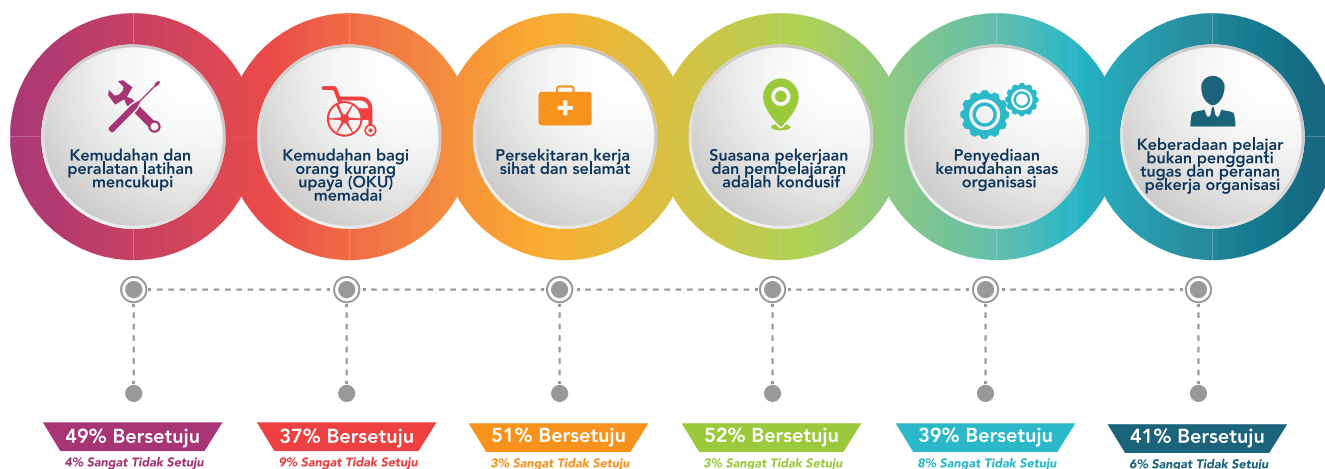 Kemudahan dan
peralatan latihan
mencukupi
Kemudahan bagi
orang kurang
upaya (OKU)
memadai
Persekitaran kerja
sihat dan selamat
Suasana pekerjaan
dan pembelajaran
adalah kondusif
Penyediaan
kemudahan asas
organisasi
Keberadaan pelajar
bukan pengganti
tugas dan peranan
pekerja organisasi
49% Bersetuju
4% Sangat Tidak Setuju
37% Bersetuju
9% Sangat Tidak Setuju
51% Bersetuju
3% Sangat Tidak Setuju
52% Bersetuju
3% Sangat Tidak Setuju
39% Bersetuju
8% Sangat Tidak Setuju
41% Bersetuju
6% Sangat Tidak Setuju